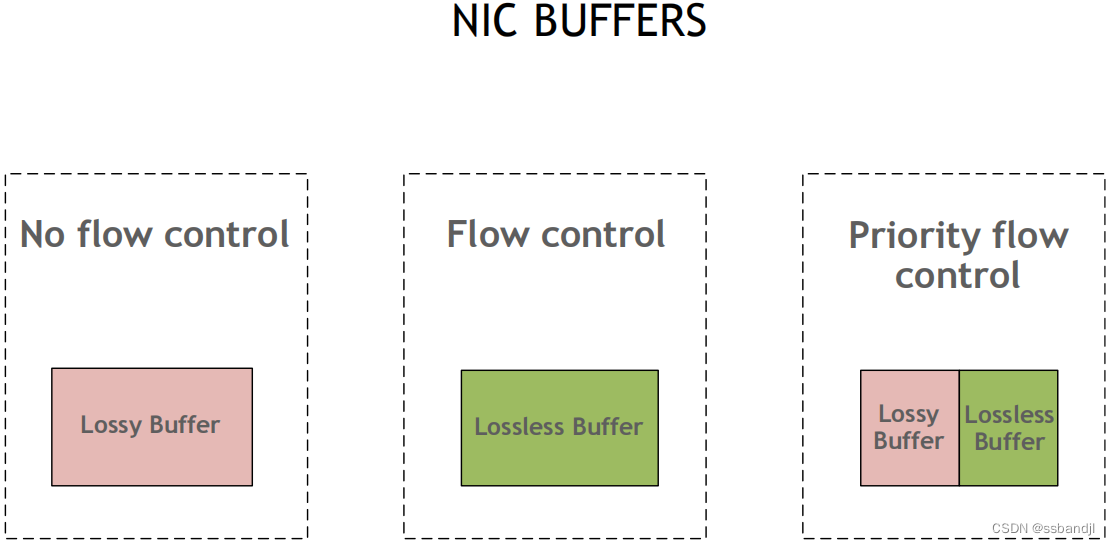 NIC BUFFERS
No flow control
Lossy Buffer
Flow control
Lossless Buffer
Priority flow
control
Lossy
Buffer
Lossless
Buffer
CSDN @ssbandjl